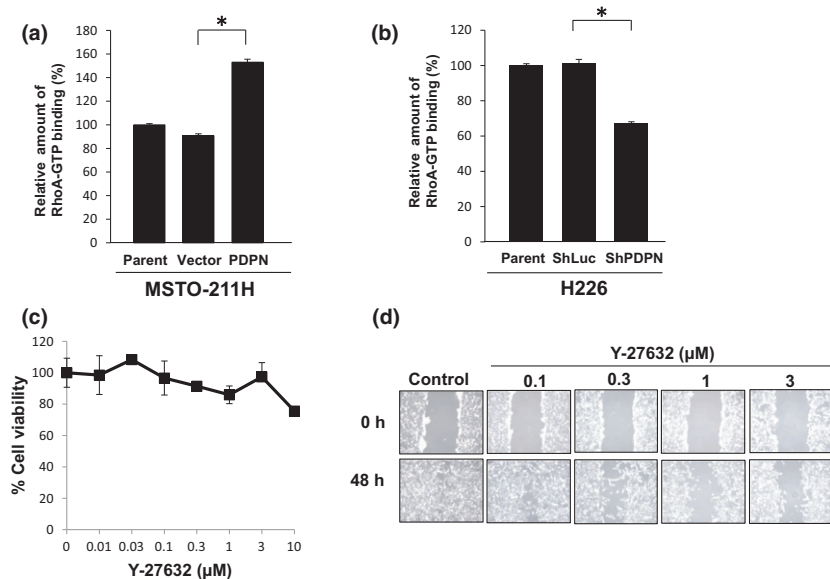 (a)
Relative amount of
RhoA-GTP binding (%)
180
160
140
120
100
80
60
40
20
0
*
Parent Vector PDPN
MSTO-211H
(b)
Relative amount of
RhoA-GTP binding (%)
120
100
80
60
40
20
0
*
Parent ShLuc ShPDPN
H226
(c)
% Cell viability
120
100
80
60
40
20
0
0 0.01 0.03 0.1 0.3 1 3 10
Y-27632 (μM)
(d)
Y-27632 (μM)
Control 0.1 0.3 1 3
0 h
48 h